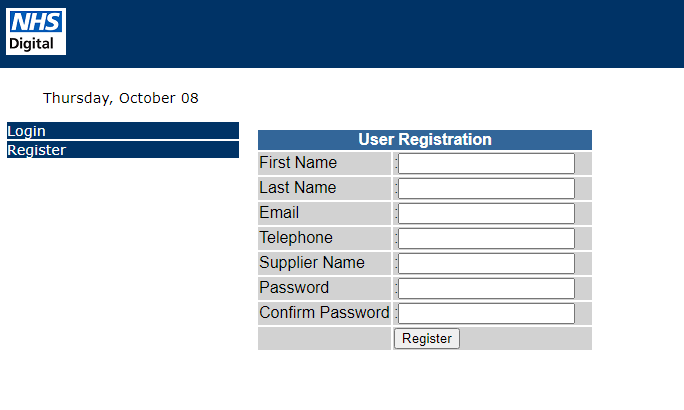 NHS
Digital
Thursday, October 08
Login
Register
User Registration
First Name :
Last Name :
Email :
Telephone :
Supplier Name :
Password :
Confirm Password :
Register